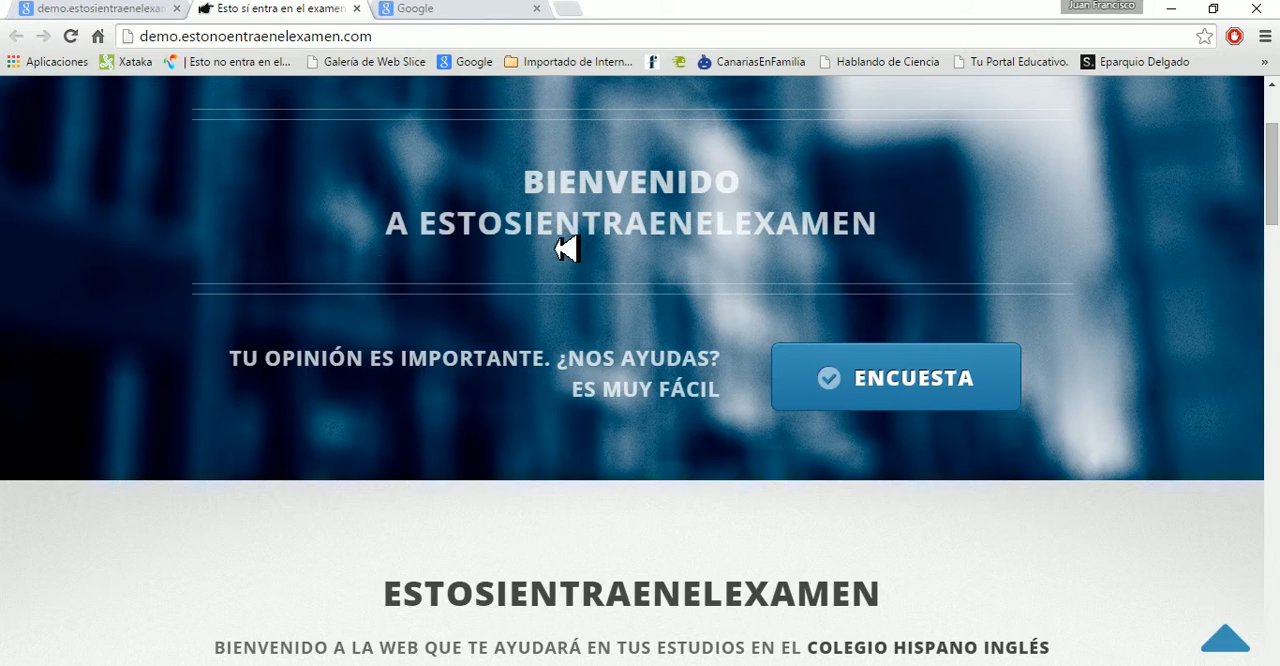 demo.estosientraenelexan
Esto sí entra en el examen
Google
Juan Francisco
demo.estonoentraenelexamen.com
Aplicaciones
Xataka
| Esto no entra en el...
Galería de Web Slice
Google
Importado de Intern...
CanariasEnFamilia
Hablando de Ciencia
Tu Portal Educativo.
Eparquio Delgado
»
BIENVENIDO
A ESTOSIENTRAENELEXAMEN
TU OPINIÓN ES IMPORTANTE. ¿NOS AYUDAS?
ES MUY FÁCIL
ENCUESTA
ESTOSIENTRAENELEXAMEN
BIENVENIDO A LA WEB QUE TE AYUDARÁ EN TUS ESTUDIOS EN EL COLEGIO HISPANO INGLÉS